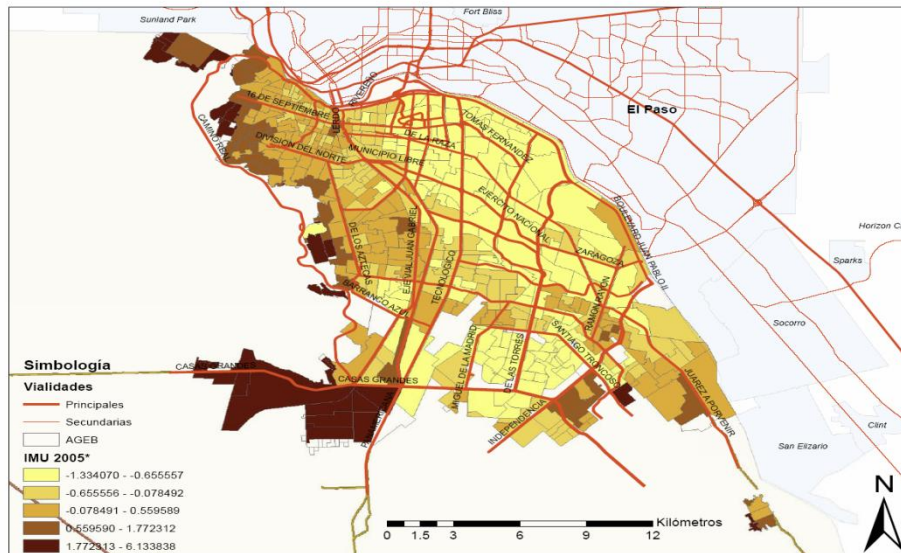 Sunland Park
Fort Bliss
RIVEREÑO
16 DE SEPTIEMBRE
LERDO
TOMAS FERNANDEZ
El Paso
CAMINO REAL
DE LA RAZA
DIVISION DEL NORTE
MUNICIPIO LIBRE
EJERCITO NACIONAL
BOULEVARD JUAN PABLO II
Horizon C
ZARAGOZA
Sparks
DE LOS AZTECAS
EJE VIAL JUAN GABRIEL
TECNOLOGICO
BARRANCO AZUL
RAMON RAYON
Socorro
SANTIAGO TRONCOSO
MIGUEL DE LA MADRID
DE LAS TORRES
JUAREZ A PORVENIR
CASAS GRANDES
CASAS GRANDES
INDEPENDENCIA
Clint
San Elizario
Simbología
Vialidades
Principales
Secundarias
AGEB
IMU 2005*
-1.334070 - -0.655557
-0.655556 - -0.078492
-0.078491 - 0.559589
0.559590 - 1.772312
1.772313 - 6.133838
N
Kilómetros
0 1.5 3 6 9 12